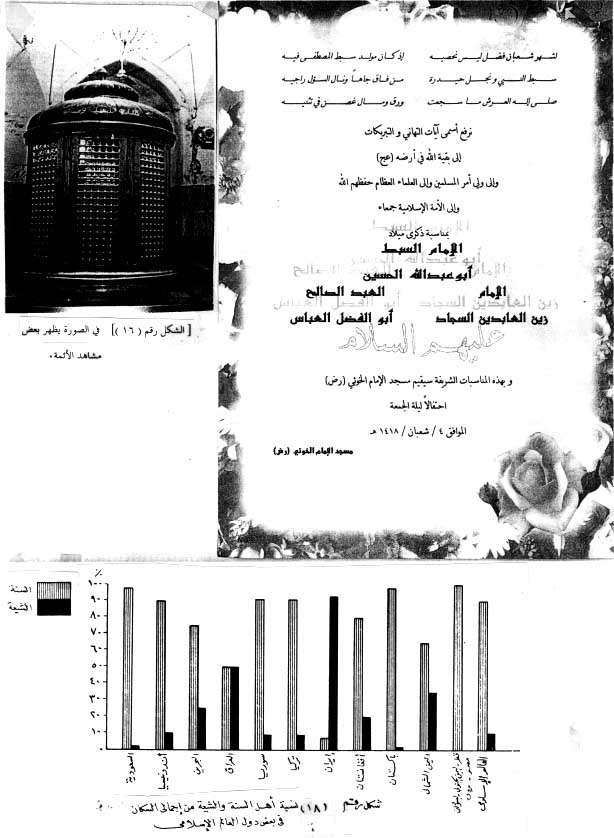 لشهر شعبان فضل ليس نحصيه إذ كان مولد سبط المصطفى فيه
سبط النبي ونجل حيدرة من فاق جاهاً ونال السؤل راجيه
صلى إله العرش ما سجعت ورق ومال غصن في تثنيه
نرفع أسمى آيات التهاني و التبريكات
إلى بقية الله في أرضه (عج)
وإلى ولي أمر المسلمين وإلى العلماء العظام حفظهم الله
وإلى الأمة الإسلامية جمعاء
بمناسبة ذكرى ميلاد
الإمام السبط
أبو عبدالله الحسين
الإمام العبد الصالح
زين العابدين السجاد أبو الفضل العباس
عليهم السلام
و بهذه المناسبات الشريفة سيقيم مسجد الإمام الخوئي (رض)
احتفالاً ليلة الجمعة
الموافق ٤ / شعبان / ١٤١٨ هـ
مسجد الإمام الخوئي (رض)
[ الشكل رقم ( ١٦ )] في الصورة يظهر بعض
مشاهد الأئمة .
السنة
الشيعة
٪
١٠٠
٩٠
٨٠
٧٠
٦٠
٥٠
٤٠
٣٠
٢٠
١٠
السعودية
أندونيسيا
البحرين
العراق
سوريا
تركيا
إيران
أفغانستان
باكستان
اليمن الشمالي
العالم الإسلامي
شكل رقم (١٨) نسبة أهل السنة والشيعة من إجمالى السكان
فى بعض دول العالم الإسلامى